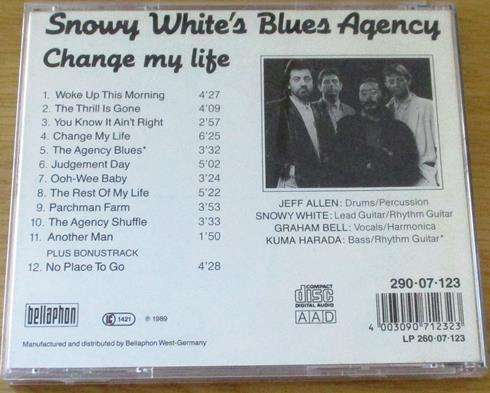 Snowy White's Blues Agency
Change my life
1. Woke Up This Morning 4'27
2. The Thrill Is Gone 4'09
3. You Know It Ain't Right 2'57
4. Change My Life 6'25
5. The Agency Blues* 3'32
6. Judgement Day 5'02
7. Ooh-Wee Baby 3'24
8. The Rest Of My Life 5'22
9. Parchman Farm 3'53
10. The Agency Shuffle 3'33
11. Another Man 1'50
PLUS BONUSTRACK
12. No Place To Go 4'28
JEFF ALLEN: Drums/Percussion
SNOWY WHITE: Lead Guitar/Rhythm Guitar
GRAHAM BELL: Vocals/Harmonica
KUMA HARADA: Bass/Rhythm Guitar*
bellaphon
LC 1421
℗ 1989
Manufactured and distributed by Bellaphon West-Germany
COMPACT
disc
DIGITAL AUDIO
AAD
290·07·123
4 003090 712323
LP 260·07·123